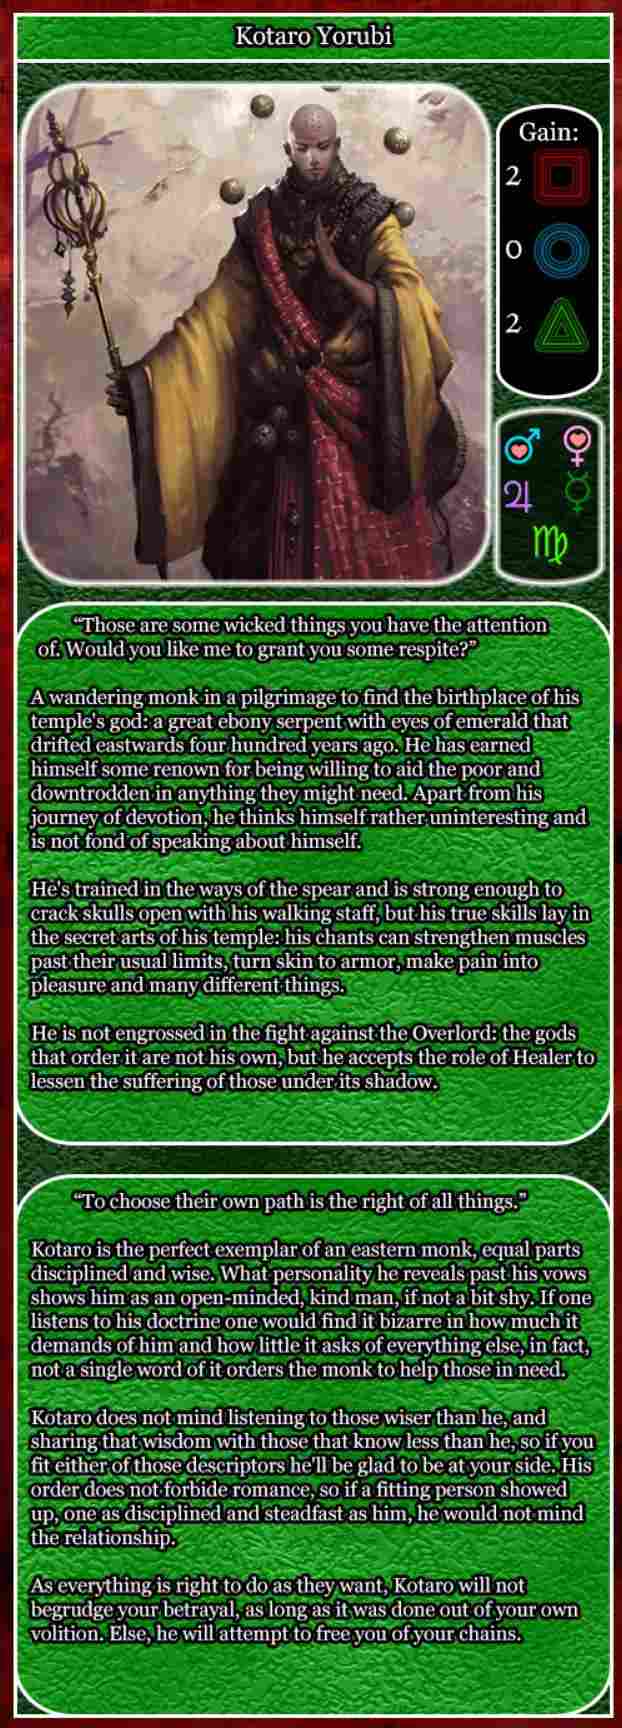 Kotaro Yorubi
Gain:
2
0
2
“Those are some wicked things you have the attention
of. Would you like me to grant you some respite?”
A wandering monk in a pilgrimage to find the birthplace of his
temple's god: a great ebony serpent with eyes of emerald that
drifted eastwards four hundred years ago. He has earned
himself some renown for being willing to aid the poor and
downtrodden in anything they might need. Apart from his
journey of devotion, he thinks himself rather uninteresting and
is not fond of speaking about himself.
He's trained in the ways of the spear and is strong enough to
crack skulls open with his walking staff, but his true skills lay in
the secret arts of his temple: his chants can strengthen muscles
past their usual limits, turn skin to armor, make pain into
pleasure and many different things.
He is not engrossed in the fight against the Overlord: the gods
that order it are not his own, but he accepts the role of Healer to
lessen the suffering of those under its shadow.
“To choose their own path is the right of all things.”
Kotaro is the perfect exemplar of an eastern monk, equal parts
disciplined and wise. What personality he reveals past his vows
shows him as an open-minded, kind man, if not a bit shy. If one
listens to his doctrine one would find it bizarre in how much it
demands of him and how little it asks of everything else, in fact,
not a single word of it orders the monk to help those in need.
Kotaro does not mind listening to those wiser than he, and
sharing that wisdom with those that know less than he, so if you
fit either of those descriptors he'll be glad to be at your side. His
order does not forbide romance, so if a fitting person showed
up, one as disciplined and steadfast as him, he would not mind
the relationship.
As everything is right to do as they want, Kotaro will not
begrudge your betrayal, as long as it was done out of your own
volition. Else, he will attempt to free you of your chains.